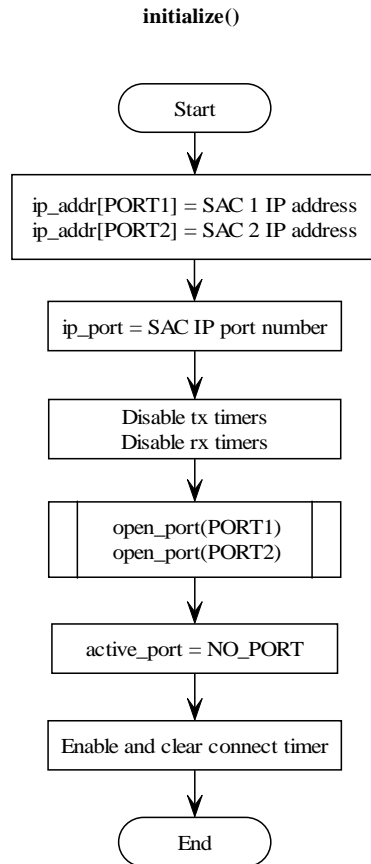 initialize()
Start
ip_addr[PORT1] = SAC 1 IP address
ip_addr[PORT2] = SAC 2 IP address
ip_port = SAC IP port number
Disable tx timers
Disable rx timers
open_port(PORT1)
open_port(PORT2)
active_port = NO_PORT
Enable and clear connect timer
End